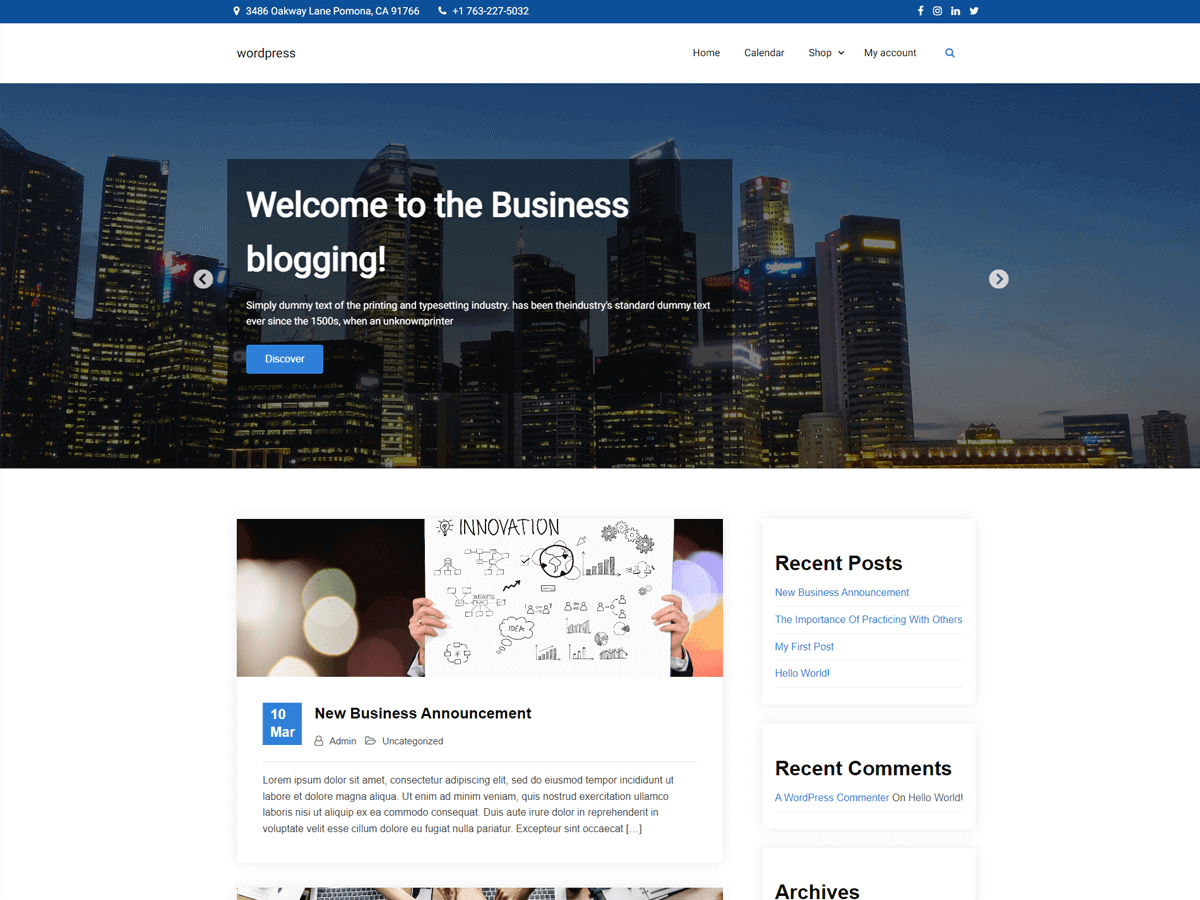 3486 Oakway Lane Pomona, CA 91766 +1 763-227-5032
wordpress Home Calendar Shop My account
Welcome to the Business
blogging!
Simply dummy text of the printing and typesetting industry. has been theindustry's standard dummy text
ever since the 1500s, when an unknownprinter
Discover
INNOVATION
IDEA
10
Mar
New Business Announcement
Admin Uncategorized
Lorem ipsum dolor sit amet, consectetur adipiscing elit, sed do eiusmod tempor incididunt ut
labore et dolore magna aliqua. Ut enim ad minim veniam, quis nostrud exercitation ullamco
laboris nisi ut aliquip ex ea commodo consequat. Duis aute irure dolor in reprehenderit in
voluptate velit esse cillum dolore eu fugiat nulla pariatur. Excepteur sint occaecat […]
Recent Posts
New Business Announcement
The Importance Of Practicing With Others
My First Post
Hello World!
Recent Comments
A WordPress Commenter On Hello World!
Archives